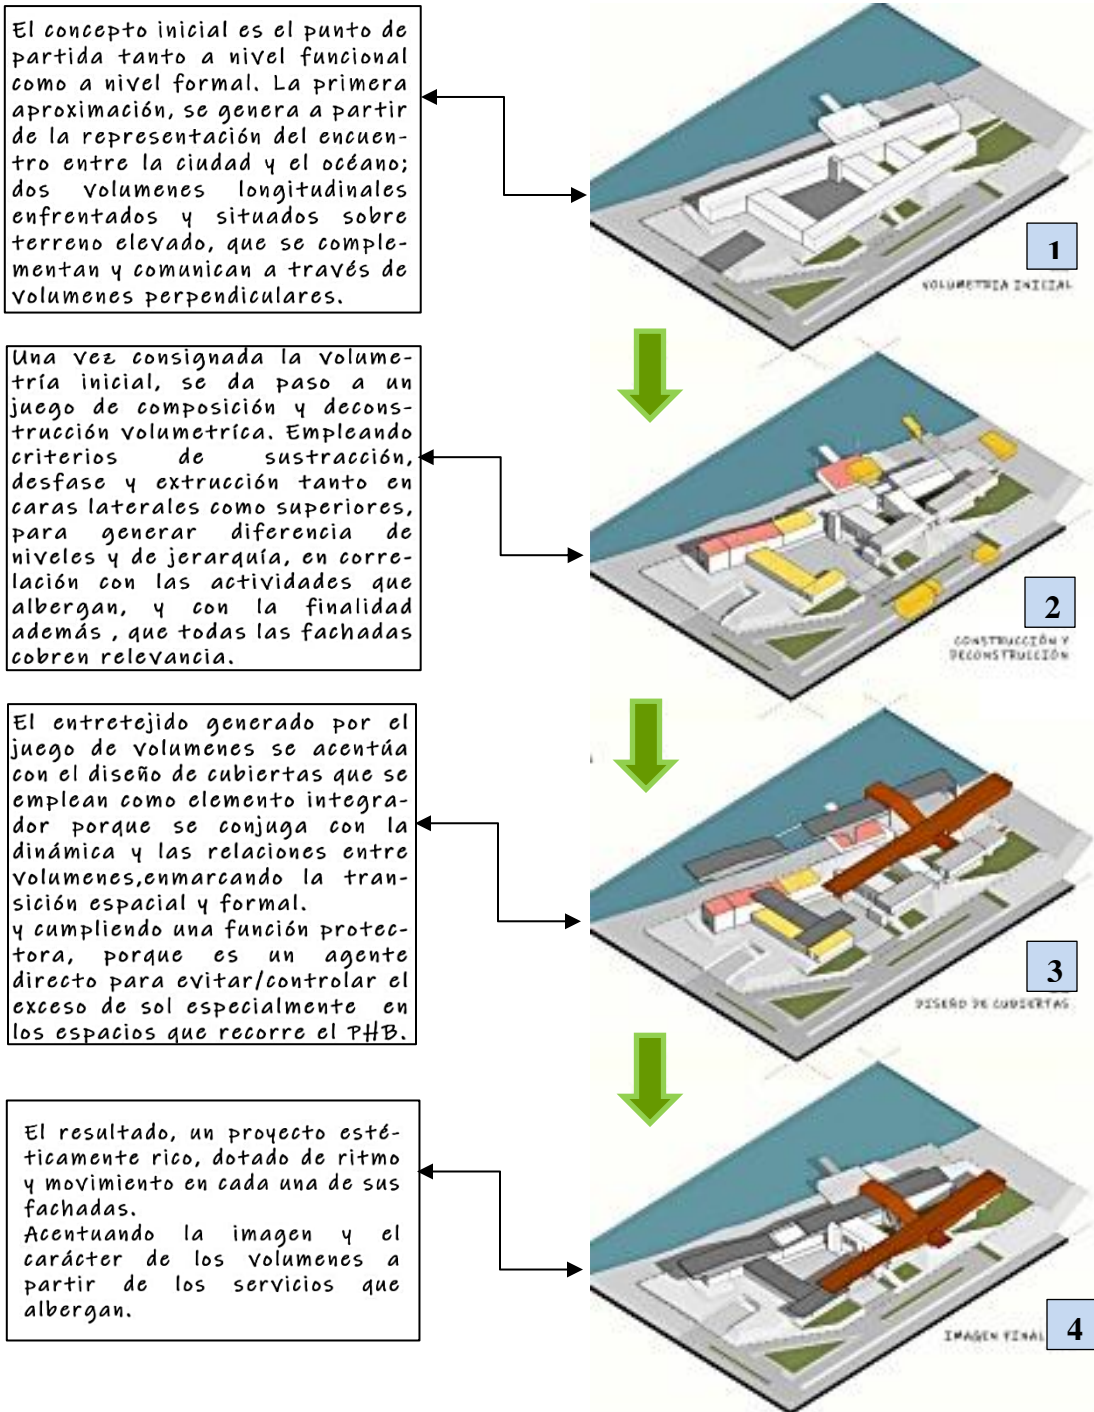 El concepto inicial es el punto de
partida tanto a nivel funcional
como a nivel formal. La primera
aproximación, se genera a partir
de la representación del encuen-
tro entre la ciudad y el océano;
dos volumenes longitudinales
enfrentados y situados sobre
terreno elevado, que se comple-
mentan y comunican a través de
volumenes perpendiculares.
1
VOLUMETRIA INICIAL
Una vez consignada la volume-
tría inicial, se da paso a un
juego de composición y decons-
trucción volumetríca. Empleando
criterios de sustracción,
desfase y extrucción tanto en
caras laterales como superiores,
para generar diferencia de
niveles y de jerarquía, en corre-
lación con las actividades que
albergan, y con la finalidad
además , que todas las fachadas
cobren relevancia.
2
CONSTRUCCIÓN Y
DECONSTRUCCIÓN
El entretejido generado por el
juego de volumenes se acentúa
con el diseño de cubiertas que se
emplean como elemento integra-
dor porque se conjuga con la
dinámica y las relaciones entre
volumenes,enmarcando la tran-
sición espacial y formal.
y cumpliendo una función protec-
tora, porque es un agente
directo para evitar/controlar el
exceso de sol especialmente en
los espacios que recorre el PHB.
3
DISEÑO DE CUBIERTAS
El resultado, un proyecto esté-
ticamente rico, dotado de ritmo
y movimiento en cada una de sus
fachadas.
Acentuando la imagen y el
carácter de los volumenes a
partir de los servicios que
albergan.
4
IMAGEN FINAL